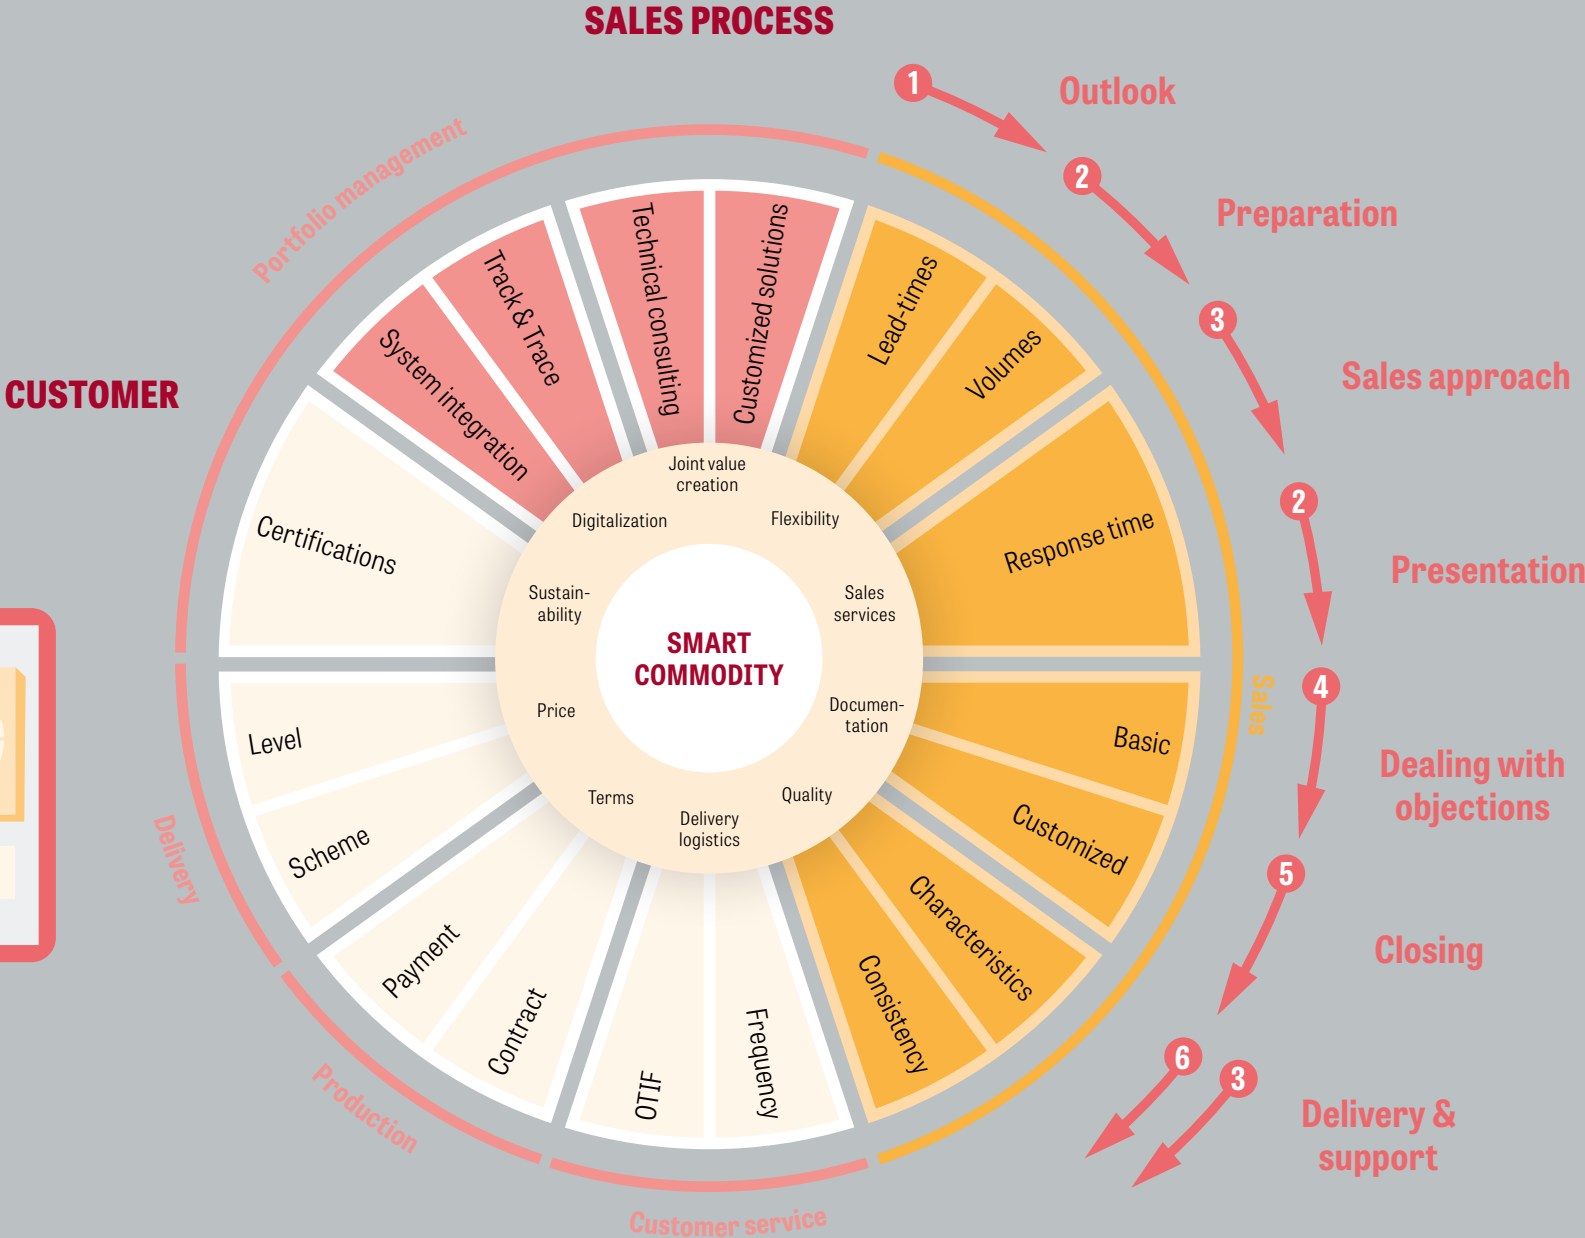 SALES PROCESS
1
Outlook
2
Preparation
3
Sales approach
2
Presentation
4
Dealing with
objections
5
Closing
6
3
Delivery &
support
CUSTOMER
Portfolio management
Sales
Delivery
Production
Customer service
Technical consulting
Customized solutions
Lead-times
Volumes
Response time
Basic
Customized
Characteristics
Consistency
Frequency
OTIF
Contract
Payment
Scheme
Level
Certifications
System integration
Track & Trace
Joint value
creation
Flexibility
Sales
services
Documen-
tation
Quality
Delivery
logistics
Terms
Price
Sustain-
ability
Digitalization
SMART
COMMODITY